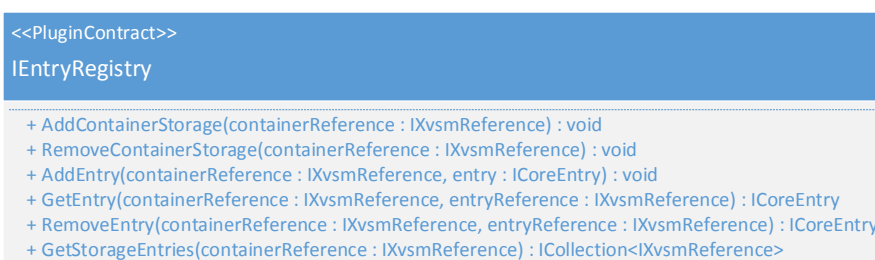 <<PluginContract>>
IEntryRegistry
+ AddContainerStorage(containerReference : IXvsmReference) : void
+ RemoveContainerStorage(containerReference : IXvsmReference) : void
+ AddEntry(containerReference : IXvsmReference, entry : ICoreEntry) : void
+ GetEntry(containerReference : IXvsmReference, entryReference : IXvsmReference) : ICoreEntry
+ RemoveEntry(containerReference : IXvsmReference, entryReference : IXvsmReference) : ICoreEntry
+ GetStorageEntries(containerReference : IXvsmReference) : ICollection<IXvsmReference>